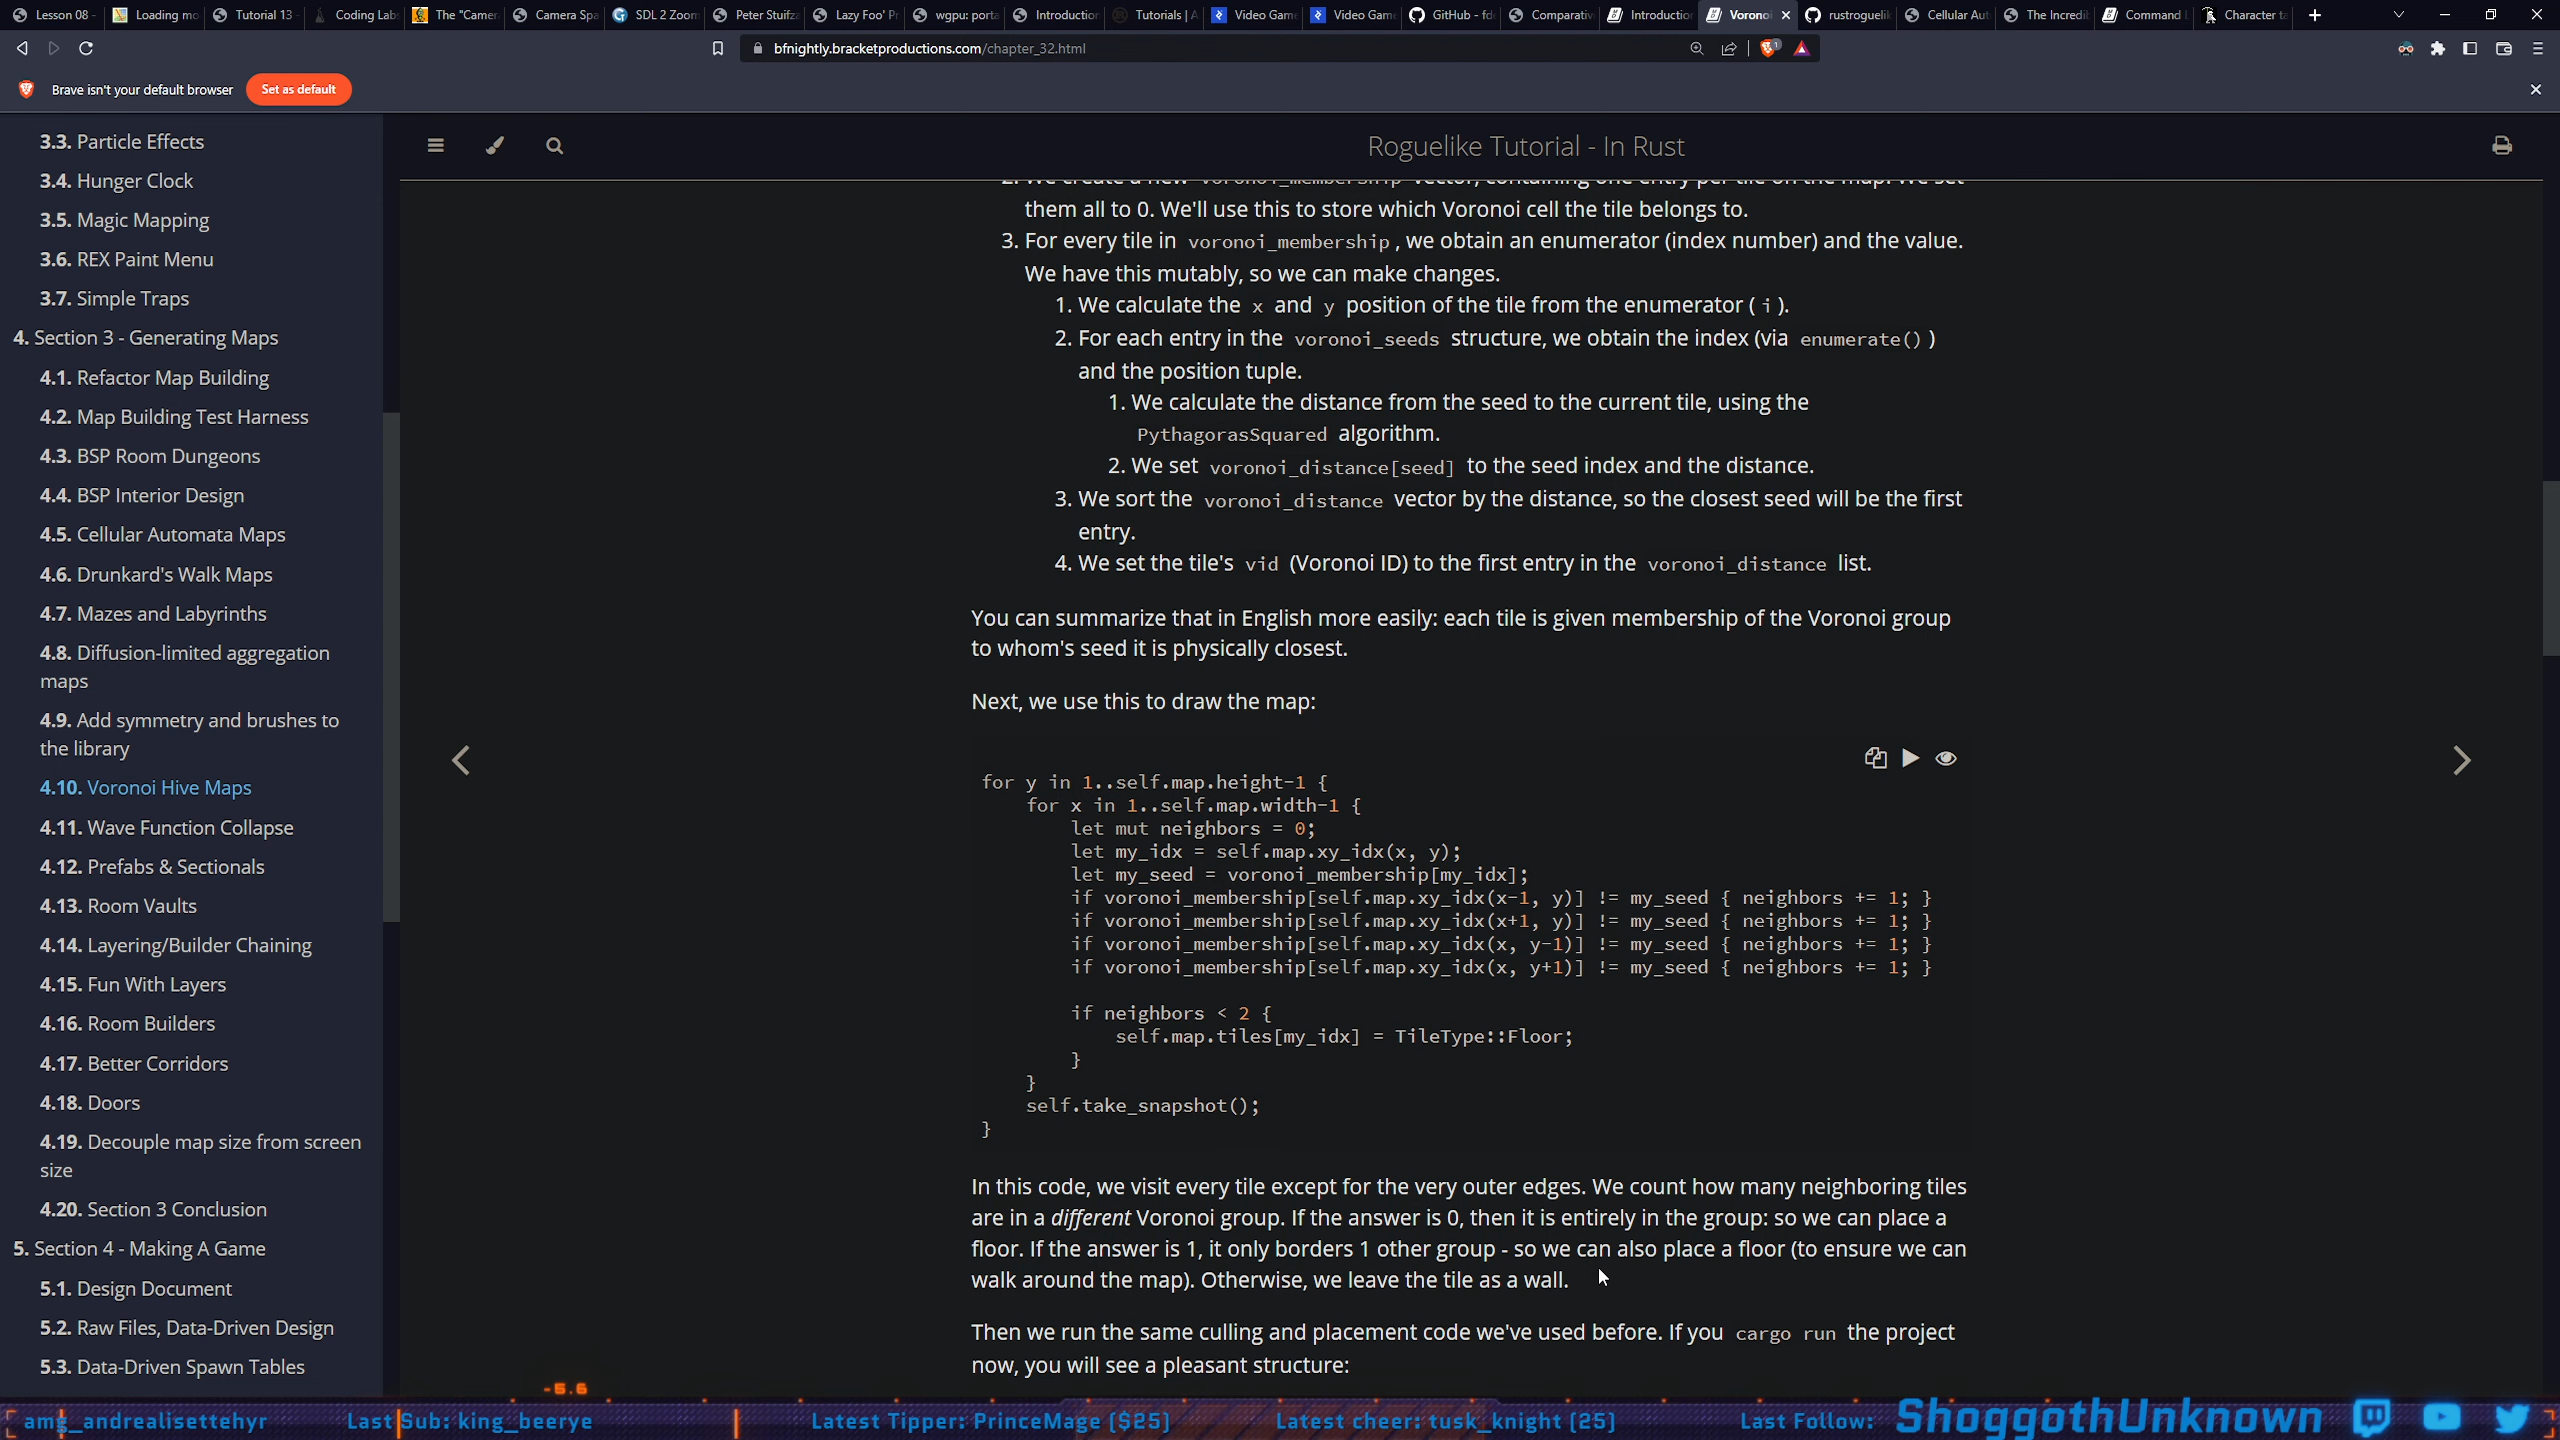 Lesson 08 -
Loading mo
Tutorial 13 -
Coding Lab
The "Camer
Camera Spa
SDL 2 Zoom
Peter Stuifza
Lazy Foo' Pr
wgpu: porta
Introduction
Tutorials | A
Video Game
Video Game
GitHub - fd
Comparativ
Introduction
Vorono
rustroguelik
Cellular Aut
The Incredib
Command L
Character ta
bfnightly.bracketproductions.com/chapter_32.html
Brave isn't your default browser
Set as default
3.3. Particle Effects
3.4. Hunger Clock
3.5. Magic Mapping
3.6. REX Paint Menu
3.7. Simple Traps
4. Section 3 - Generating Maps
4.1. Refactor Map Building
4.2. Map Building Test Harness
4.3. BSP Room Dungeons
4.4. BSP Interior Design
4.5. Cellular Automata Maps
4.6. Drunkard's Walk Maps
4.7. Mazes and Labyrinths
4.8. Diffusion-limited aggregation
maps
4.9. Add symmetry and brushes to
the library
4.10. Voronoi Hive Maps
4.11. Wave Function Collapse
4.12. Prefabs & Sectionals
4.13. Room Vaults
4.14. Layering/Builder Chaining
4.15. Fun With Layers
4.16. Room Builders
4.17. Better Corridors
4.18. Doors
4.19. Decouple map size from screen
size
4.20. Section 3 Conclusion
5. Section 4 - Making A Game
5.1. Design Document
5.2. Raw Files, Data-Driven Design
5.3. Data-Driven Spawn Tables
Roguelike Tutorial - In Rust
2. We create a new voronoi_membership vector, containing one entry per tile on the map. We set
them all to 0. We'll use this to store which Voronoi cell the tile belongs to.
3. For every tile in voronoi_membership, we obtain an enumerator (index number) and the value.
We have this mutably, so we can make changes.
1. We calculate the x and y position of the tile from the enumerator (i).
2. For each entry in the voronoi_seeds structure, we obtain the index (via enumerate())
and the position tuple.
1. We calculate the distance from the seed to the current tile, using the
PythagorasSquared algorithm.
2. We set voronoi_distance[seed] to the seed index and the distance.
3. We sort the voronoi_distance vector by the distance, so the closest seed will be the first
entry.
4. We set the tile's vid (Voronoi ID) to the first entry in the voronoi_distance list.
You can summarize that in English more easily: each tile is given membership of the Voronoi group
to whom's seed it is physically closest.
Next, we use this to draw the map:
for y in 1..self.map.height-1 {
for x in 1..self.map.width-1 {
let mut neighbors = 0;
let my_idx = self.map.xy_idx(x, y);
let my_seed = voronoi_membership[my_idx];
if voronoi_membership[self.map.xy_idx(x-1, y)] != my_seed { neighbors += 1; }
if voronoi_membership[self.map.xy_idx(x+1, y)] != my_seed { neighbors += 1; }
if voronoi_membership[self.map.xy_idx(x, y-1)] != my_seed { neighbors += 1; }
if voronoi_membership[self.map.xy_idx(x, y+1)] != my_seed { neighbors += 1; }
if neighbors < 2 {
self.map.tiles[my_idx] = TileType::Floor;
}
}
self.take_snapshot();
}
In this code, we visit every tile except for the very outer edges. We count how many neighboring tiles
are in a different Voronoi group. If the answer is 0, then it is entirely in the group: so we can place a
floor. If the answer is 1, it only borders 1 other group - so we can also place a floor (to ensure we can
walk around the map). Otherwise, we leave the tile as a wall.
Then we run the same culling and placement code we've used before. If you cargo run the project
now, you will see a pleasant structure:
-5.6
amg_andrealisettehyr
Last Sub: king_beerye
Latest Tipper: PrinceMage ($25)
Latest cheer: tusk_knight (25)
Last Follow:
ShoggothUnknown